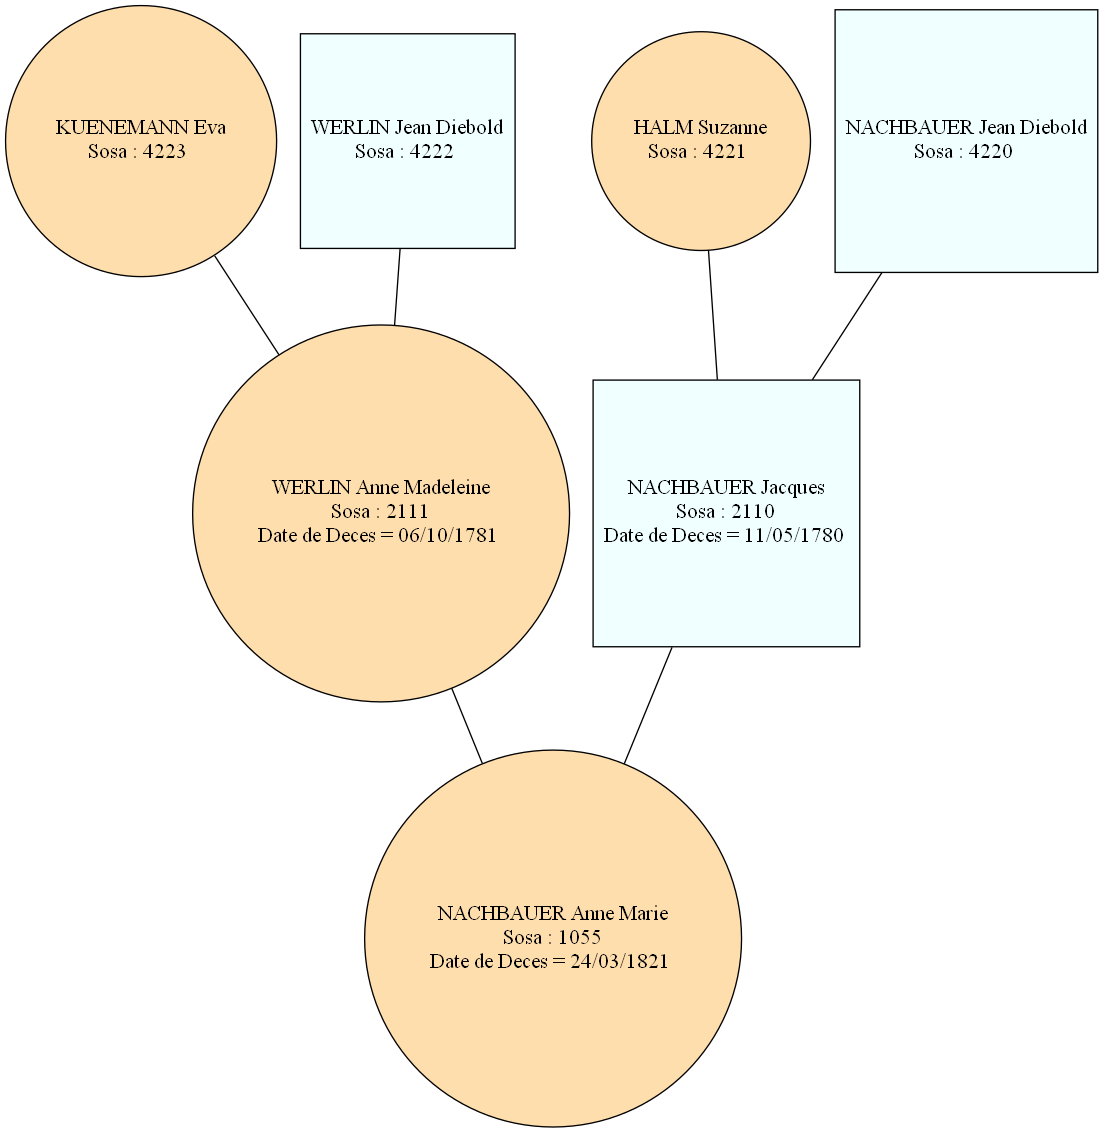 KUENEMANN Eva
Sosa : 4223
WERLIN Jean Diebold
Sosa : 4222
HALM Suzanne
Sosa : 4221
NACHBAUER Jean Diebold
Sosa : 4220
WERLIN Anne Madeleine
Sosa : 2111
Date de Deces = 06/10/1781
NACHBAUER Jacques
Sosa : 2110
Date de Deces = 11/05/1780
NACHBAUER Anne Marie
Sosa : 1055
Date de Deces = 24/03/1821